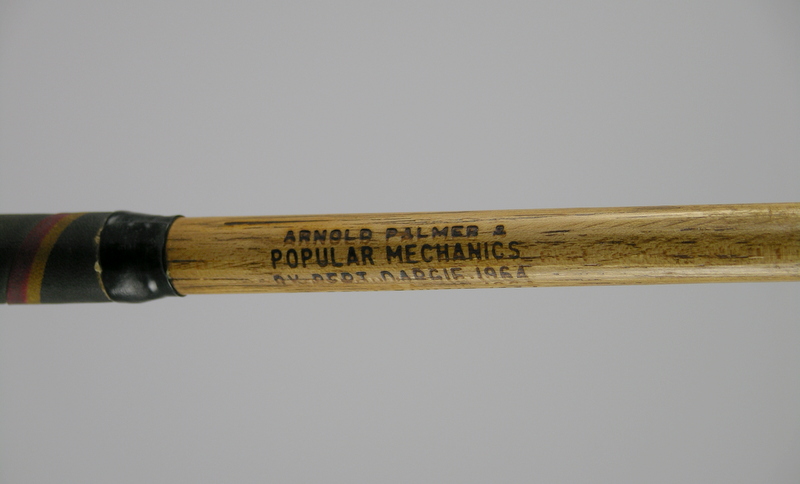 ARNOLD PALMER &
POPULAR MECHANICS
BY BERT DARGIE 1964